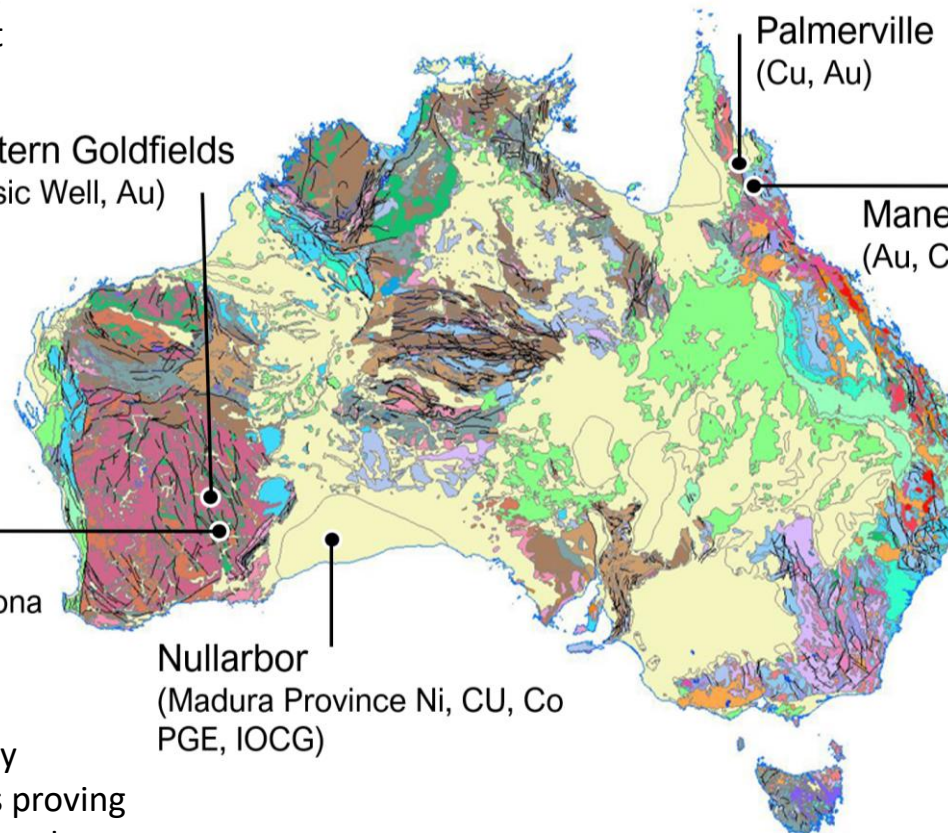 Palmerville
(Cu, Au)
tern Goldfields
sic Well, Au)
Mane
(Au, C
ona
Nullarbor
(Madura Province Ni, CU, Co
PGE, IOCG)
y
s proving